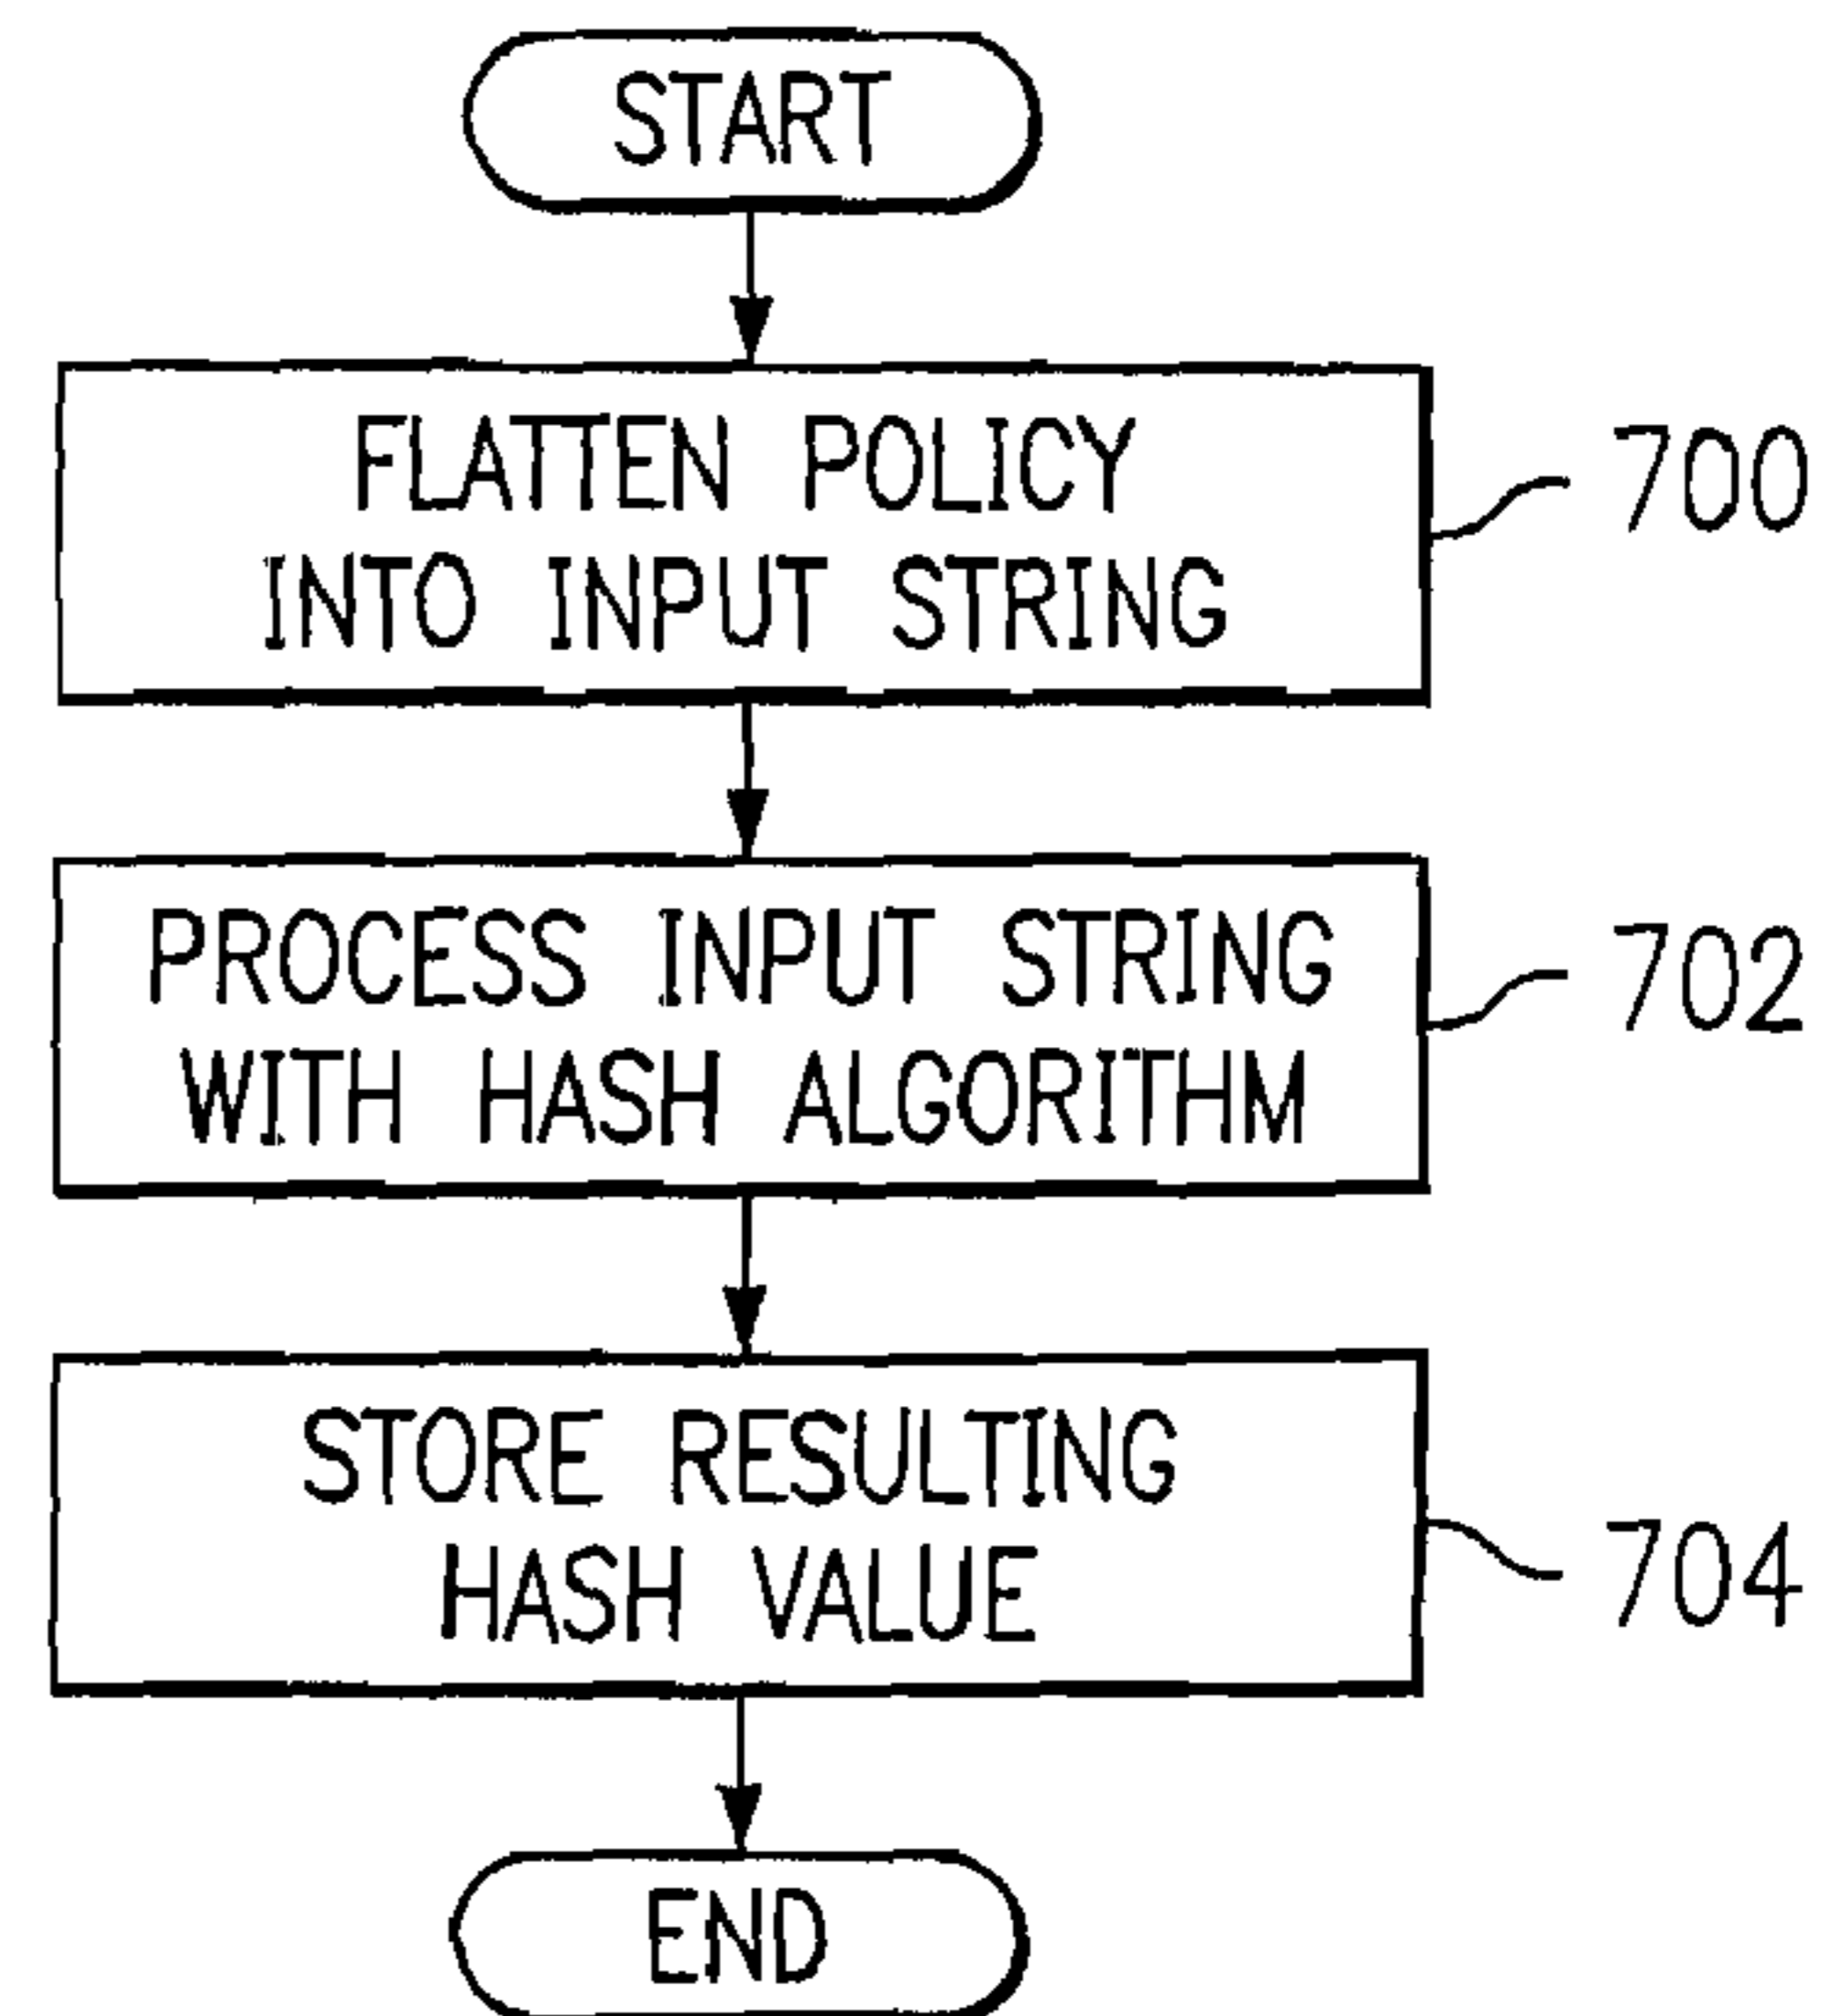 START
FLATTEN POLICY
INTO INPUT STRING
700
PROCESS INPUT STRING
WITH HASH ALGORITHM
702
STORE RESULTING
HASH VALUE
704
END